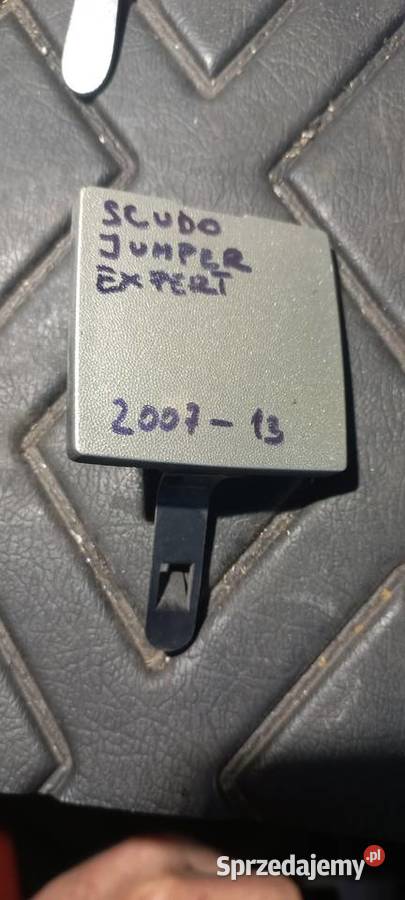 SCUDO
JUMPER
EXPERT
2007-13
Sprzedajemy.pl